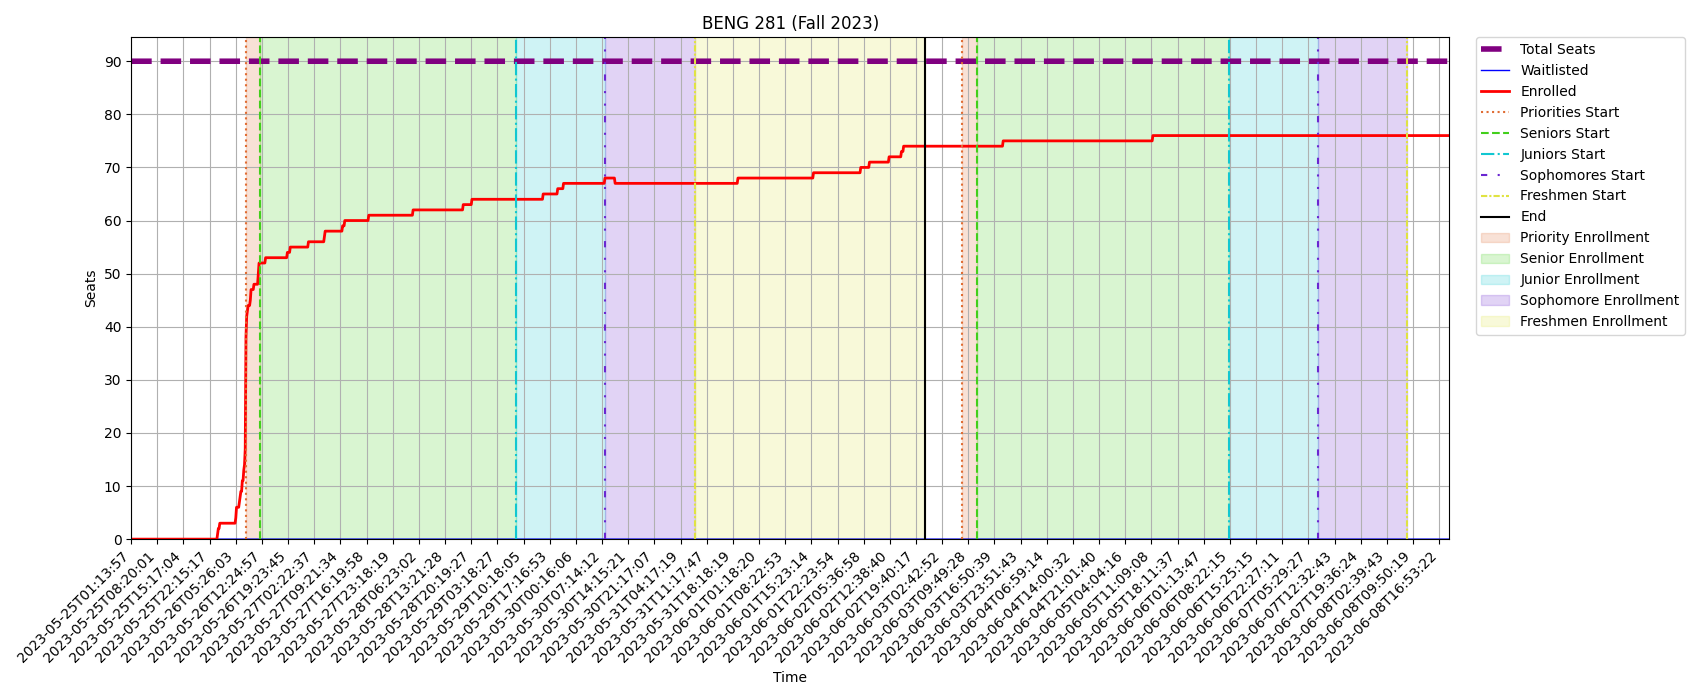 BENG 281 (Fall 2023)
Total Seats
Waitlisted
Enrolled
Priorities Start
Seniors Start
Juniors Start
Sophomores Start
Freshmen Start
End
Priority Enrollment
Senior Enrollment
Junior Enrollment
Sophomore Enrollment
Freshmen Enrollment
Seats
90
80
70
60
50
40
30
20
10
0
2023-05-25T01:13:57
2023-05-25T08:20:01
2023-05-25T15:17:04
2023-05-25T22:15:17
2023-05-26T05:26:03
2023-05-26T12:24:57
2023-05-26T19:23:45
2023-05-27T02:22:37
2023-05-27T09:21:34
2023-05-27T16:19:58
2023-05-27T23:18:19
2023-05-28T06:23:02
2023-05-28T13:21:28
2023-05-28T20:19:27
2023-05-29T03:18:27
2023-05-29T10:18:05
2023-05-29T17:16:53
2023-05-30T00:16:06
2023-05-30T07:14:12
2023-05-30T14:15:21
2023-05-30T21:17:07
2023-05-31T04:17:19
2023-05-31T11:17:47
2023-05-31T18:18:19
2023-06-01T01:18:20
2023-06-01T08:22:53
2023-06-01T15:23:14
2023-06-01T22:23:54
2023-06-02T05:36:58
2023-06-02T12:38:40
2023-06-02T19:40:17
2023-06-03T02:42:52
2023-06-03T09:49:28
2023-06-03T16:50:39
2023-06-03T23:51:43
2023-06-04T06:59:14
2023-06-04T14:00:32
2023-06-04T21:01:40
2023-06-05T04:04:16
2023-06-05T11:09:08
2023-06-05T18:11:37
2023-06-06T01:13:47
2023-06-06T08:22:15
2023-06-06T15:25:15
2023-06-06T22:27:11
2023-06-07T05:29:27
2023-06-07T12:32:43
2023-06-07T19:36:24
2023-06-08T02:39:43
2023-06-08T09:50:19
2023-06-08T16:53:22
Time